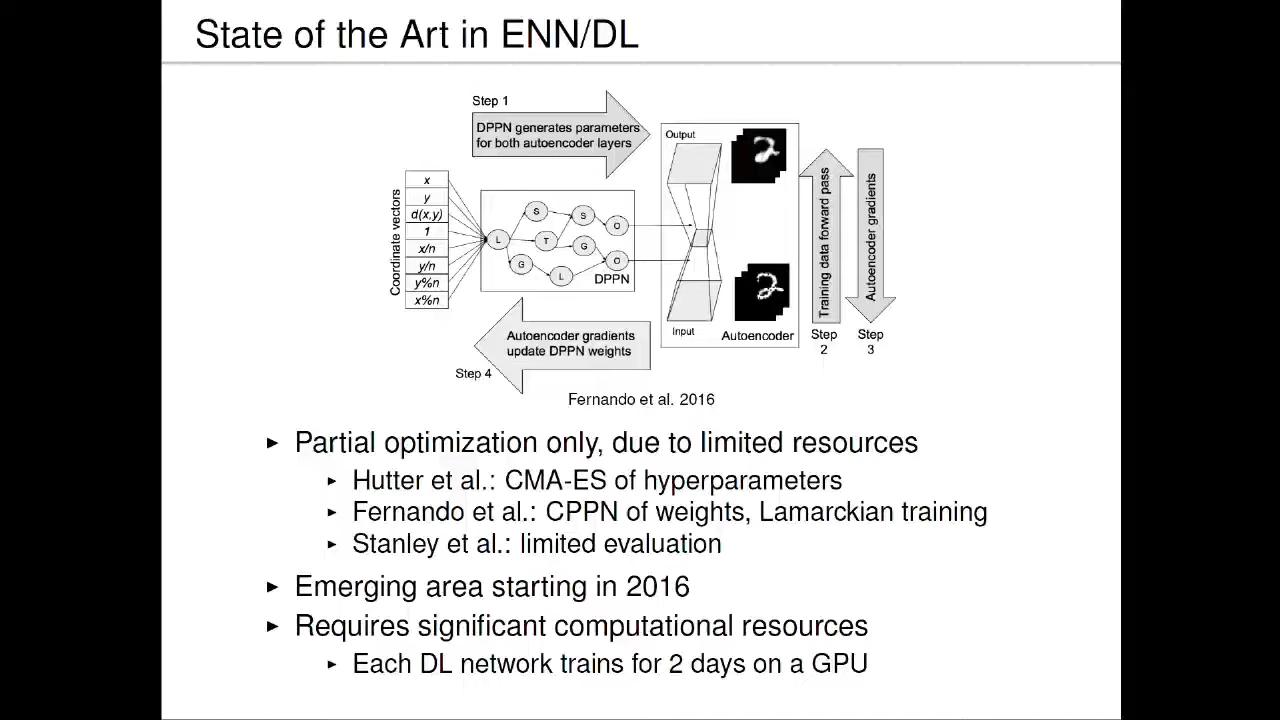 State of the Art in ENN/DL
Step 1
DPPN generates parameters
for both autoencoder layers
Coordinate vectors
x
y
d(x,y)
1
x/n
y/n
y%n
x%n
L
S
S
O
T
G
G
L
O
DPPN
Output
Input
Autoencoder
Training data forward pass
Step
2
Autoencoder gradients
Step
3
Autoencoder gradients
update DPPN weights
Step 4
Fernando et al. 2016
► Partial optimization only, due to limited resources
► Hutter et al.: CMA-ES of hyperparameters
► Fernando et al.: CPPN of weights, Lamarckian training
► Stanley et al.: limited evaluation
► Emerging area starting in 2016
► Requires significant computational resources
► Each DL network trains for 2 days on a GPU